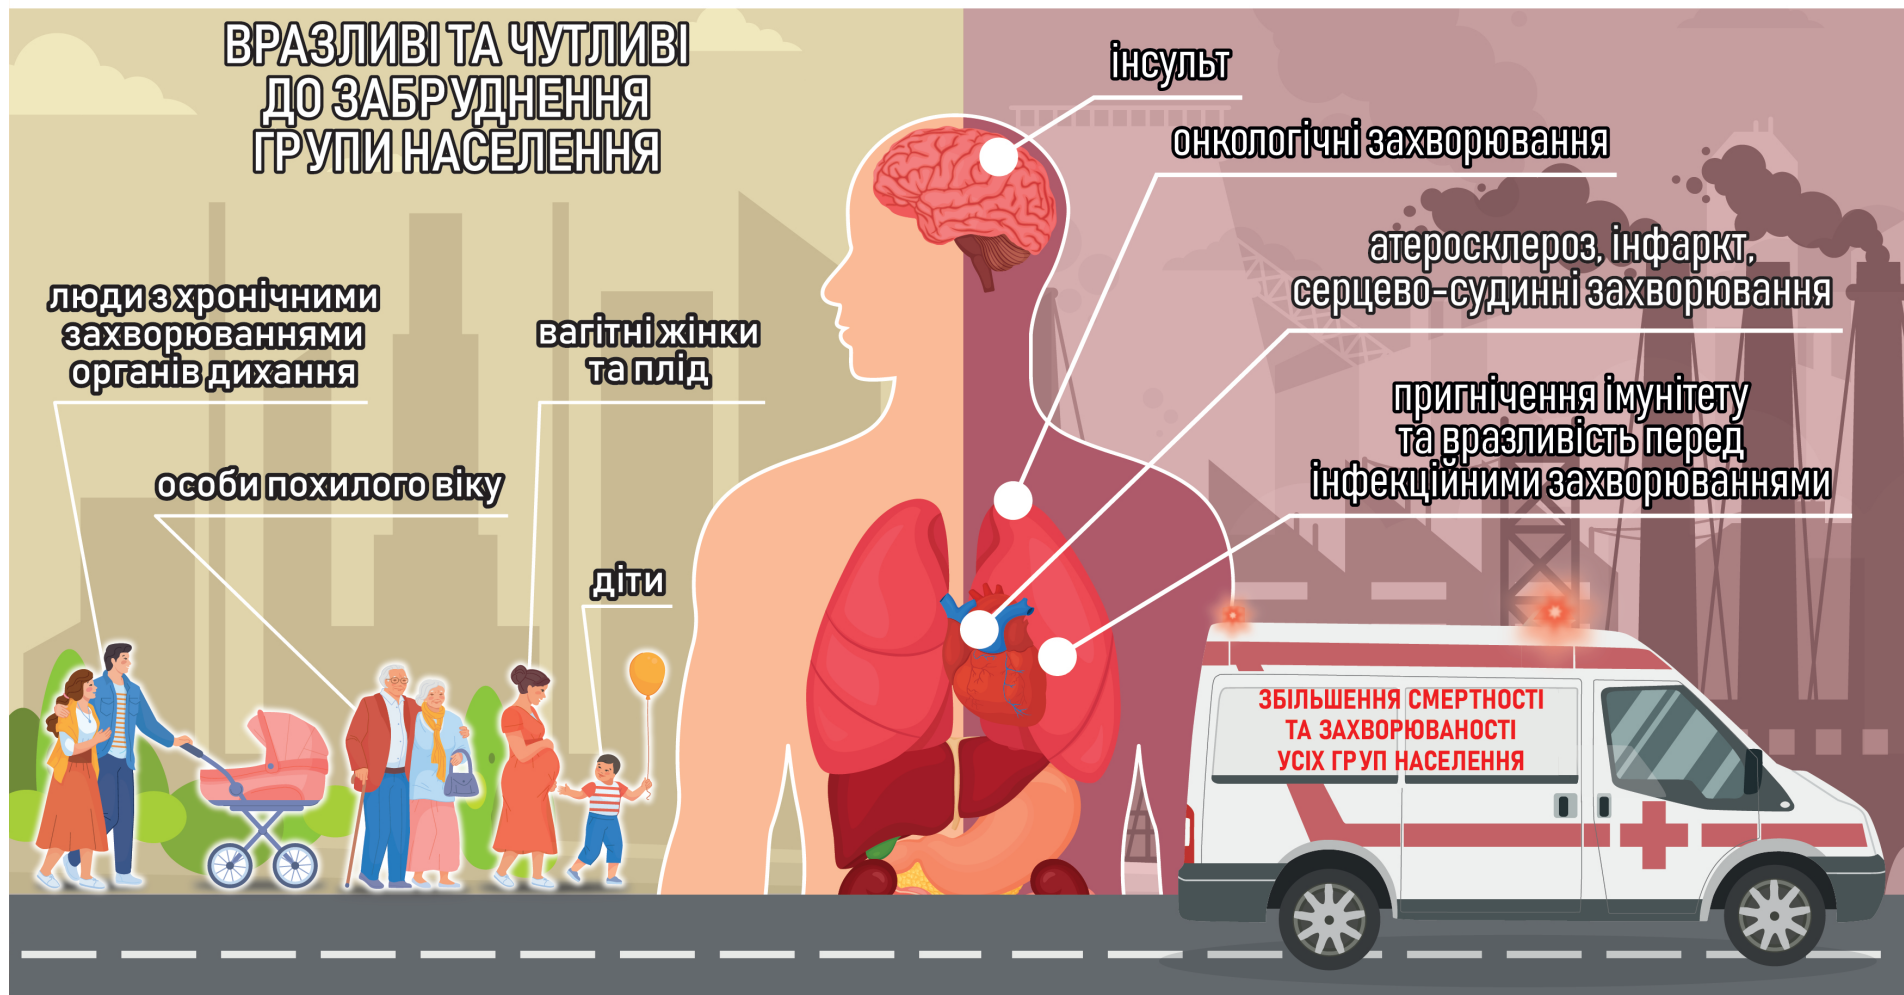 ВРАЗЛИВІ ТА ЧУТЛИВІ
ДО ЗАБРУДНЕННЯ
ГРУПИ НАСЕЛЕННЯ
люди з хронічними
захворюваннями
органів дихання
вагітні жінки
та плід
особи похилого віку
діти
інсульт
онкологічні захворювання
атеросклероз, інфаркт,
серцево-судинні захворювання
пригнічення імунітету
та вразливість перед
інфекційними захворюваннями
ЗБІЛЬШЕННЯ СМЕРТНОСТІ
ТА ЗАХВОРЮВАНОСТІ
УСІХ ГРУП НАСЕЛЕННЯ